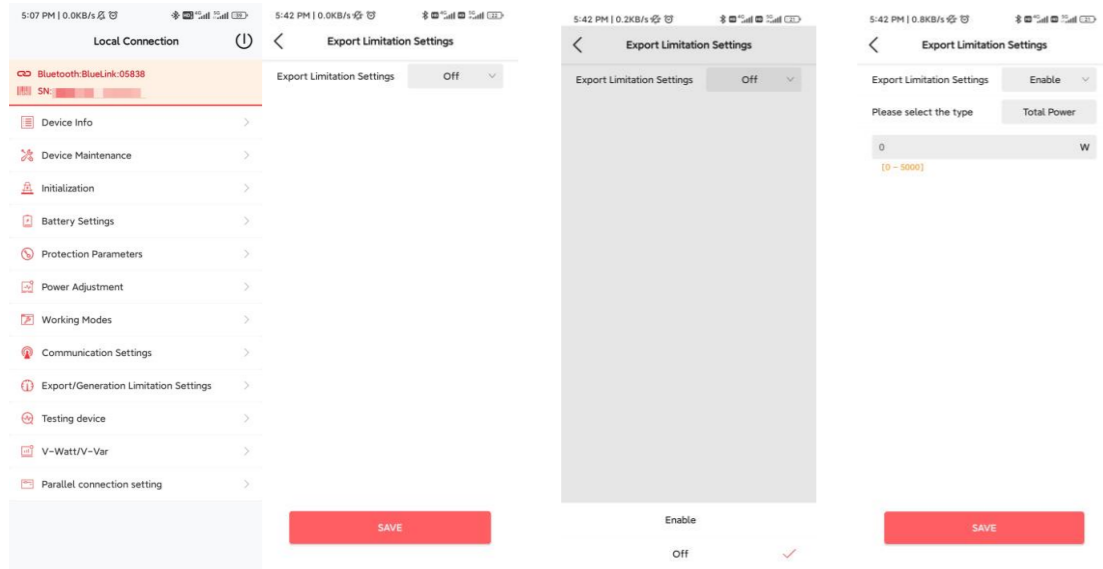 5:07 PM | 0.0KB/s
Local Connection
Bluetooth:BlueLink:05838
SN:
Device Info
Device Maintenance
Initialization
Battery Settings
Protection Parameters
Power Adjustment
Working Modes
Communication Settings
Export/Generation Limitation Settings
Testing device
V-Watt/V-Var
Parallel connection setting
5:42 PM | 0.0KB/s
Export Limitation Settings
Export Limitation Settings Off
SAVE
5:42 PM | 0.2KB/s
Export Limitation Settings
Export Limitation Settings Off
Enable
Off
5:42 PM | 0.8KB/s
Export Limitation Settings
Export Limitation Settings Enable
Please select the type Total Power
0 W
[0 - 5000]
SAVE